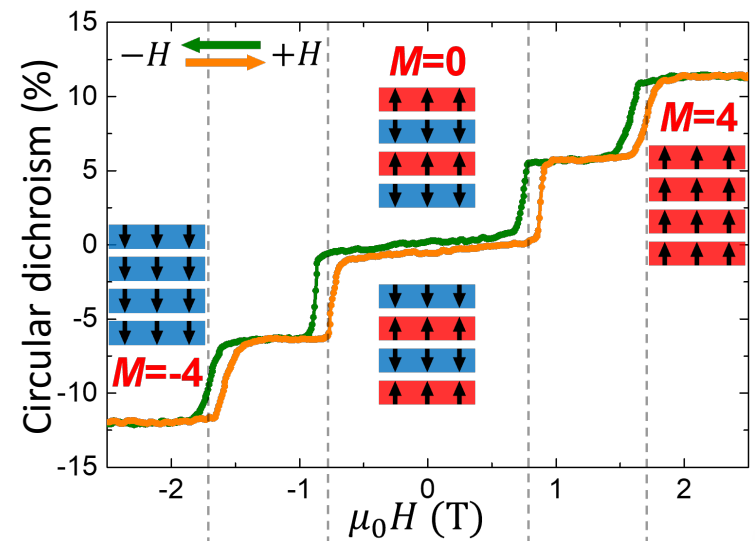 15
10
5
0
-5
-10
-15
Circular dichroism (%)
−H
+H
M=0
M=4
M=-4
-2
-1
0
1
2
μ₀H (T)